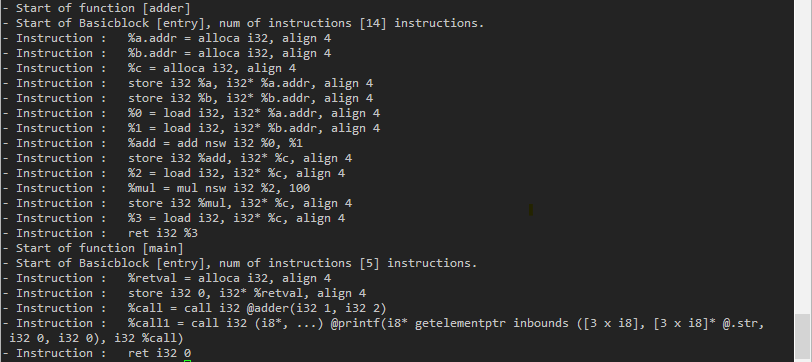 - Start of function [adder]
- Start of Basicblock [entry], num of instructions [14] instructions.
- Instruction :   %a.addr = alloca i32, align 4
- Instruction :   %b.addr = alloca i32, align 4
- Instruction :   %c = alloca i32, align 4
- Instruction :   store i32 %a, i32* %a.addr, align 4
- Instruction :   store i32 %b, i32* %b.addr, align 4
- Instruction :   %0 = load i32, i32* %a.addr, align 4
- Instruction :   %1 = load i32, i32* %b.addr, align 4
- Instruction :   %add = add nsw i32 %0, %1
- Instruction :   store i32 %add, i32* %c, align 4
- Instruction :   %2 = load i32, i32* %c, align 4
- Instruction :   %mul = mul nsw i32 %2, 100
- Instruction :   store i32 %mul, i32* %c, align 4
- Instruction :   %3 = load i32, i32* %c, align 4
- Instruction :   ret i32 %3
- Start of function [main]
- Start of Basicblock [entry], num of instructions [5] instructions.
- Instruction :   %retval = alloca i32, align 4
- Instruction :   store i32 0, i32* %retval, align 4
- Instruction :   %call = call i32 @adder(i32 1, i32 2)
- Instruction :   %call1 = call i32 (i8*, ...) @printf(i8* getelementptr inbounds ([3 x i8], [3 x i8]* @.str,
i32 0, i32 0), i32 %call)
- Instruction :   ret i32 0